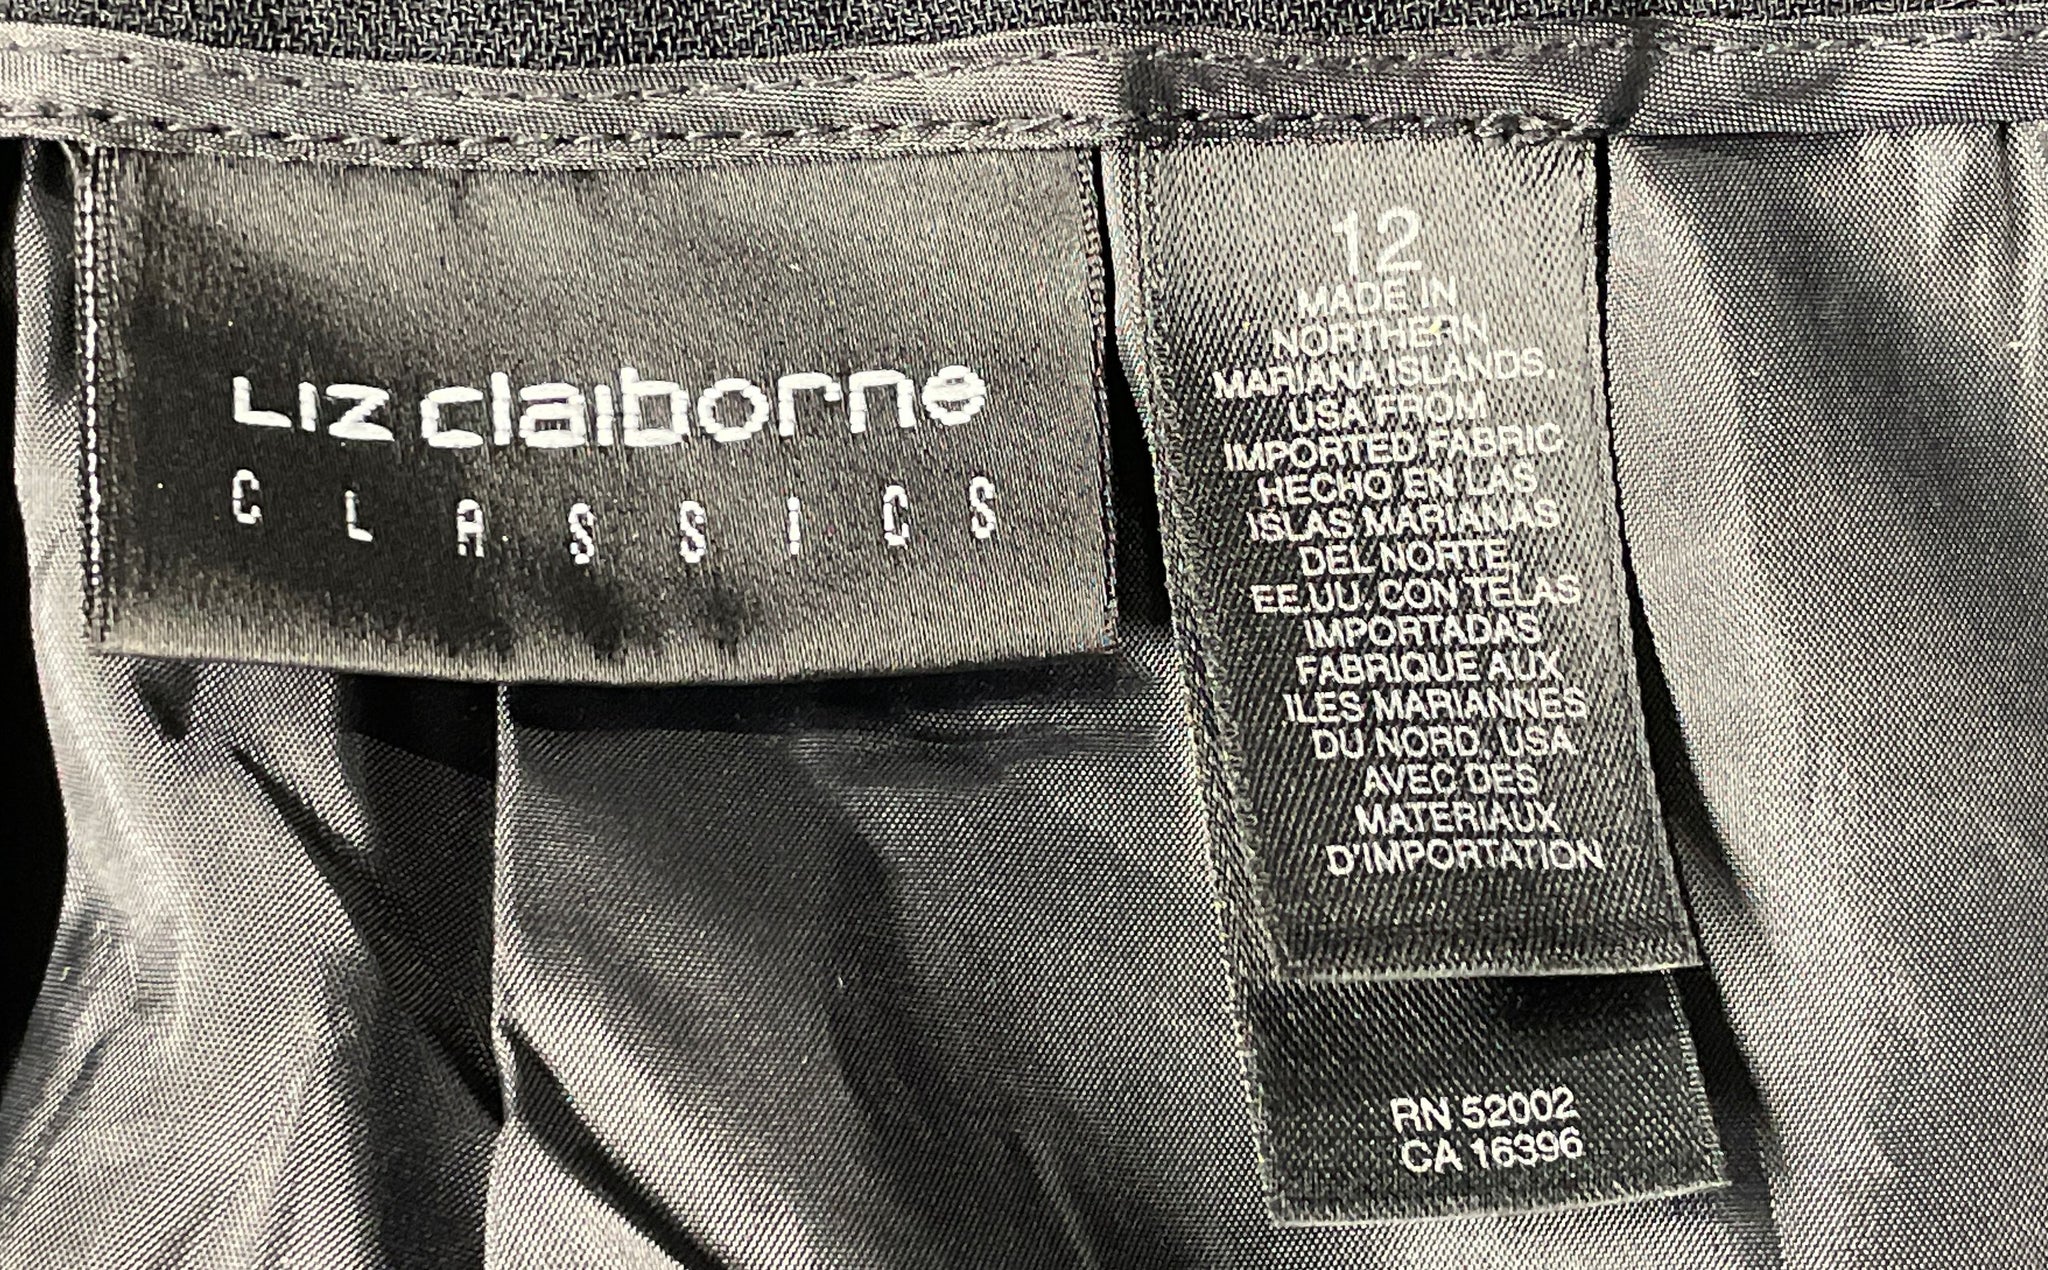 Liz claiborne
CLASSICS
12
MADE IN
NORTHERN
MARIANA ISLANDS,
USA FROM
IMPORTED FABRIC
HECHO EN LAS
ISLAS MARIANAS
DEL NORTE,
EE.UU. CON TELAS
IMPORTADAS
FABRIQUE AUX
ILES MARIANNES
DU NORD, USA
AVEC DES
MATERIAUX
D'IMPORTATION
RN 52002
CA 16396